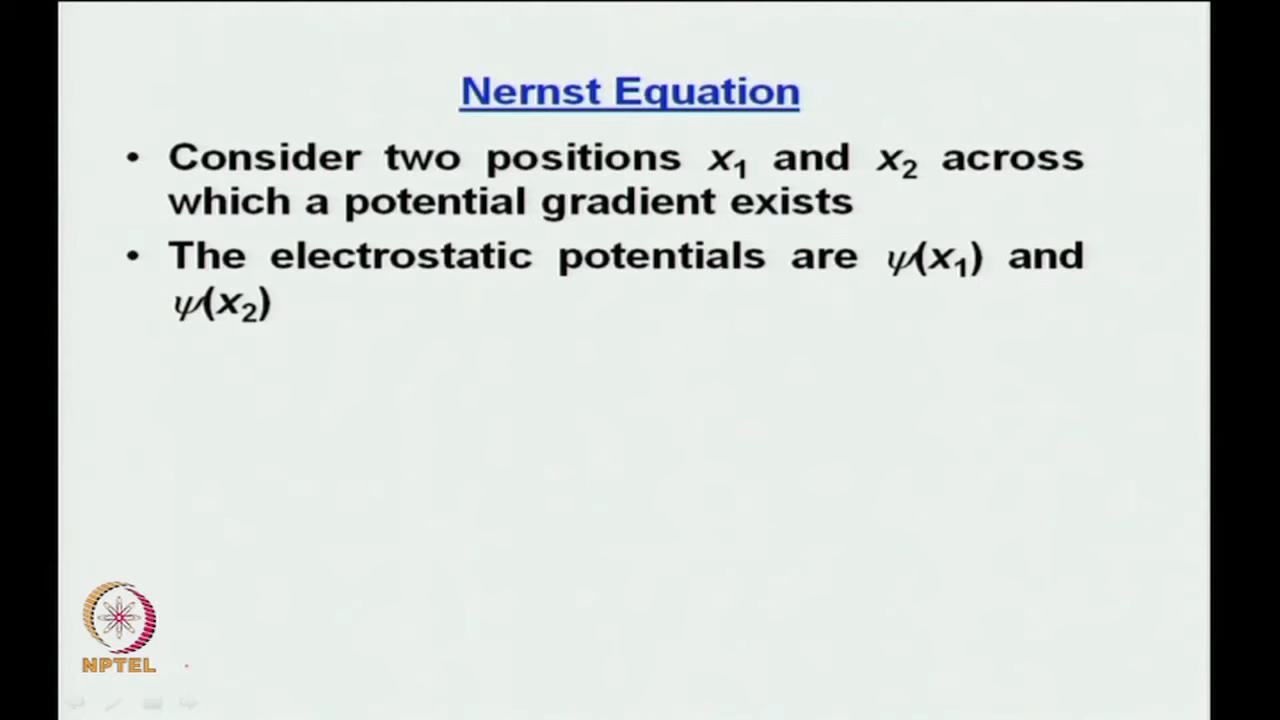 Nernst Equation
• Consider two positions x₁ and x₂ across
which a potential gradient exists
• The electrostatic potentials are ψ(x₁) and
ψ(x₂)
NPTEL